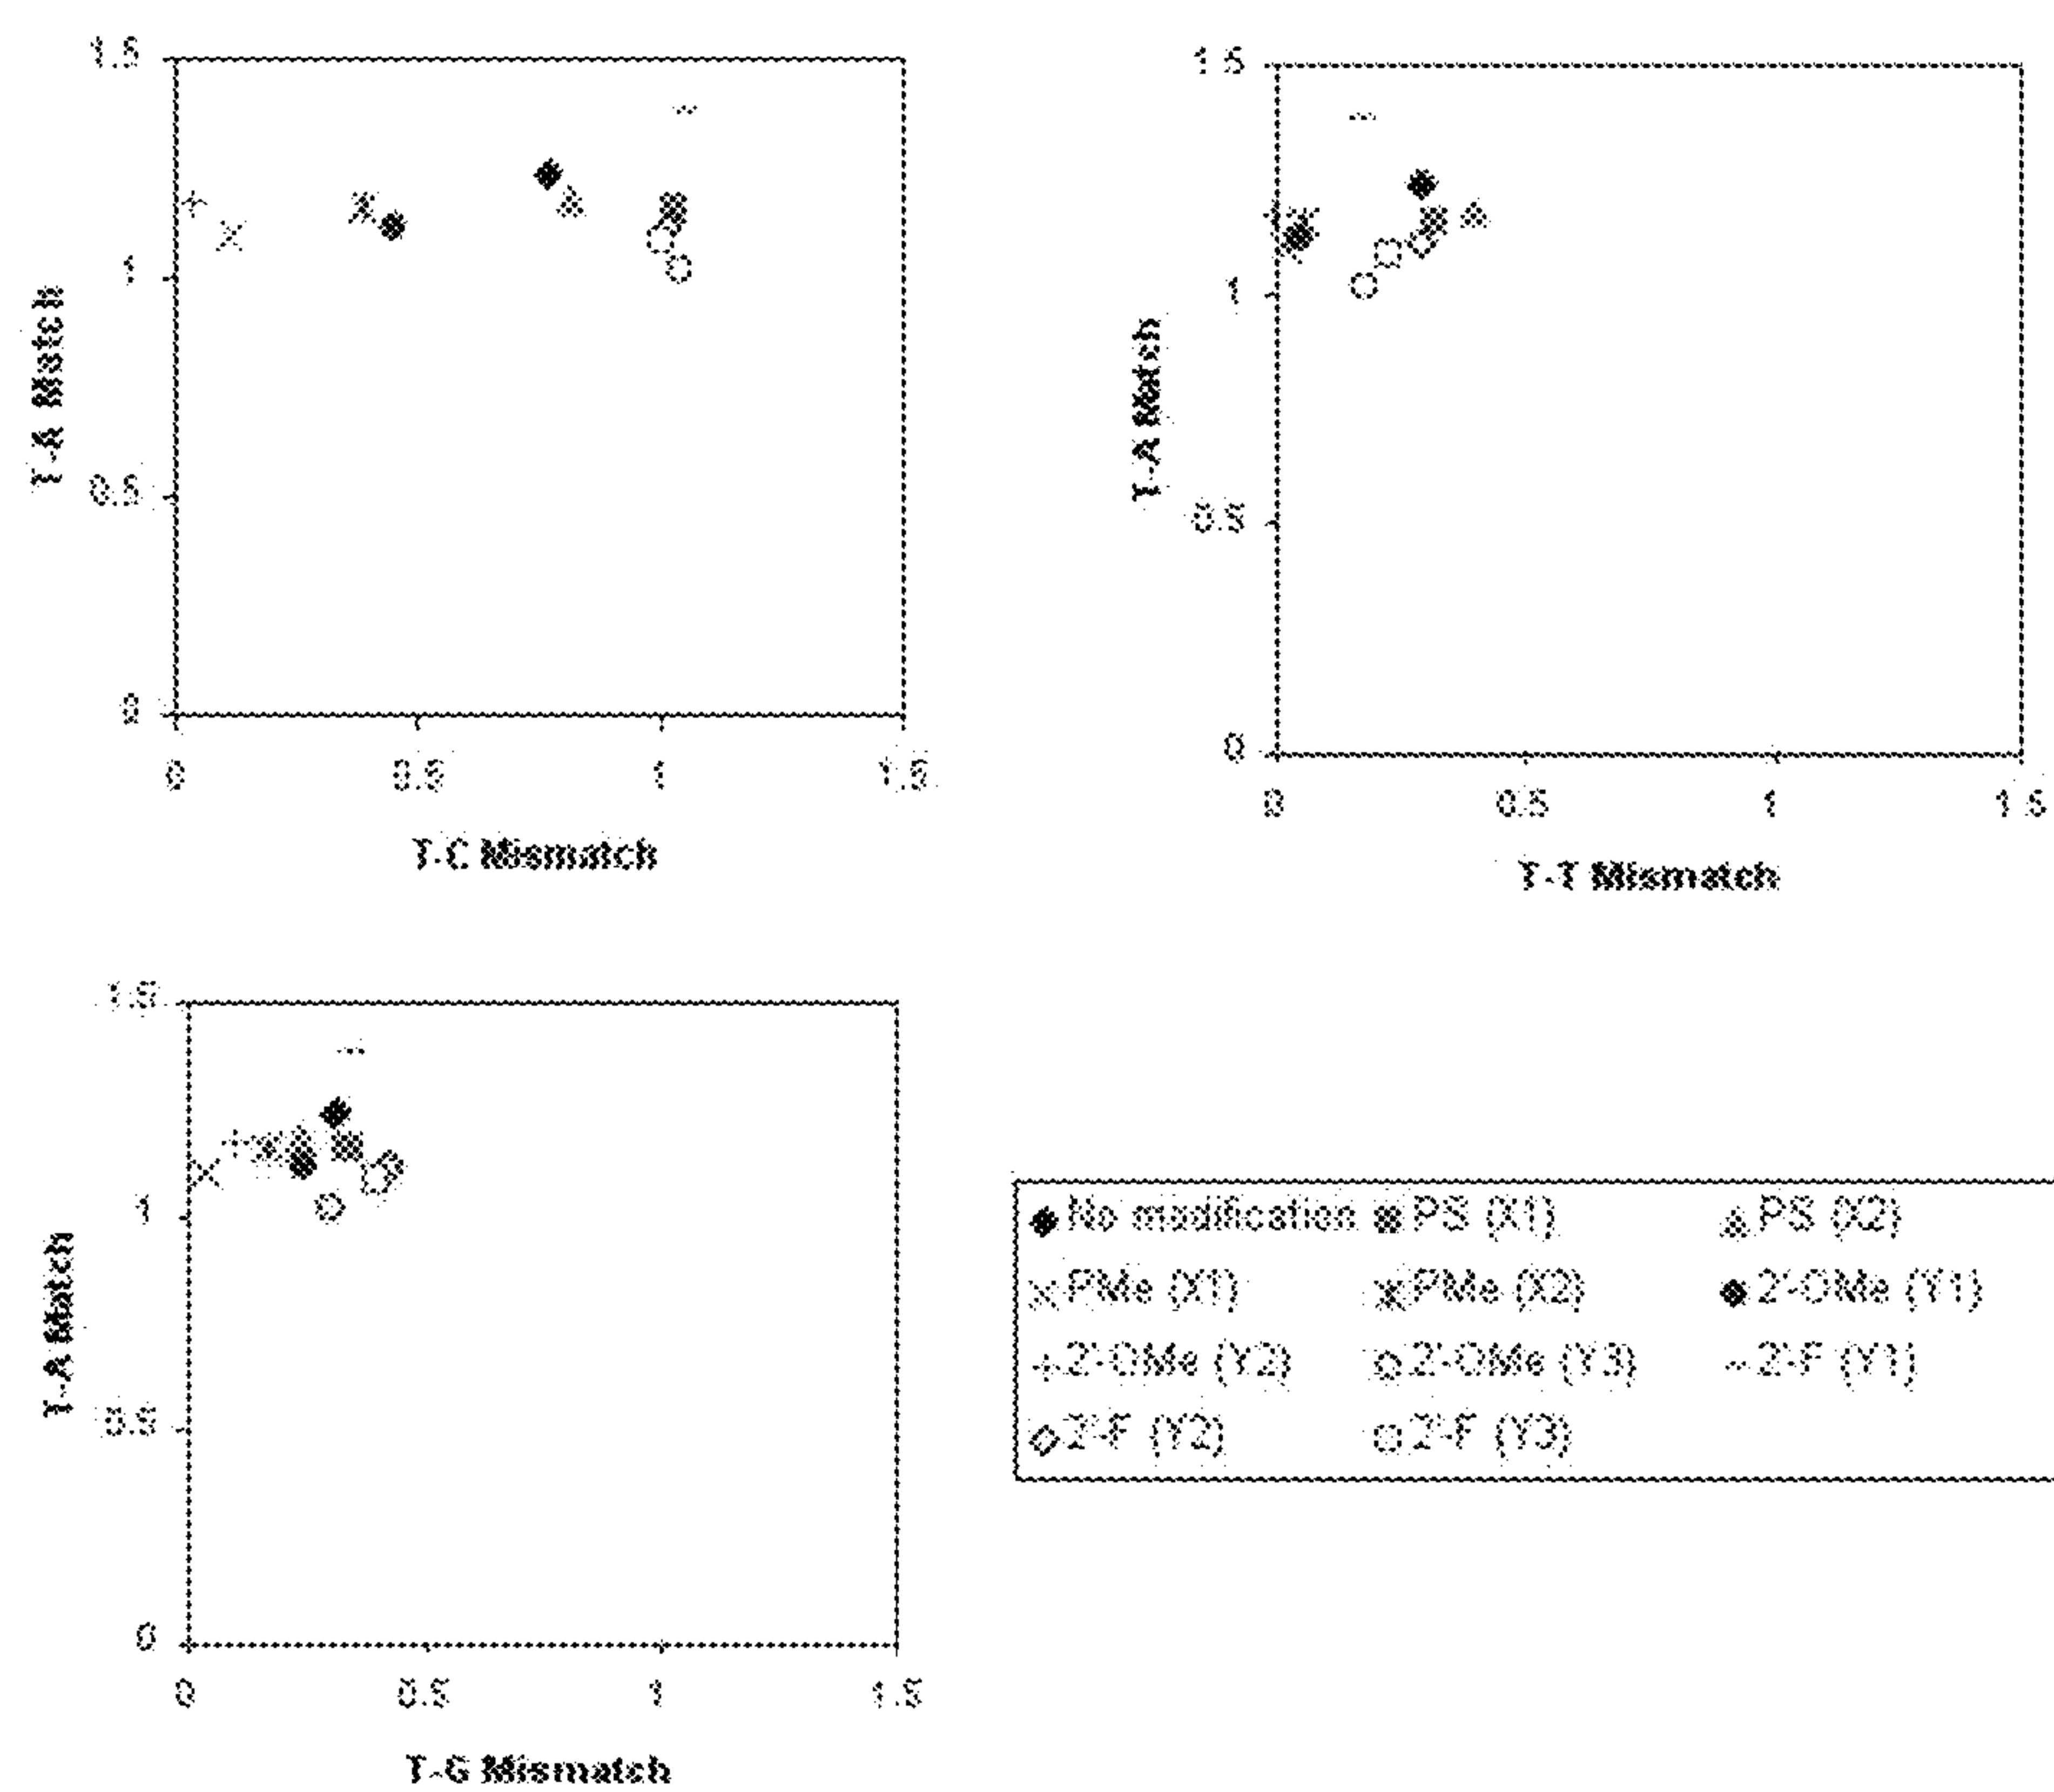 1.5
1
0.5
0
0
0.5
1
1.5
T-A Match
T-C Mismatch
1.5
1
0.5
0
0
0.5
1
1.5
T-A Match
T-T Mismatch
1.5
1
0.5
0
0
0.5
1
1.5
T-A Match
T-G Mismatch
No modification PS (X1) PS (X2)
PMe (X1) PMe (X2) 2'-OMe (Y1)
2'-OMe (Y2) 2'-OMe (Y3) 2'-F (Y1)
2'-F (Y2) 2'-F (Y3)